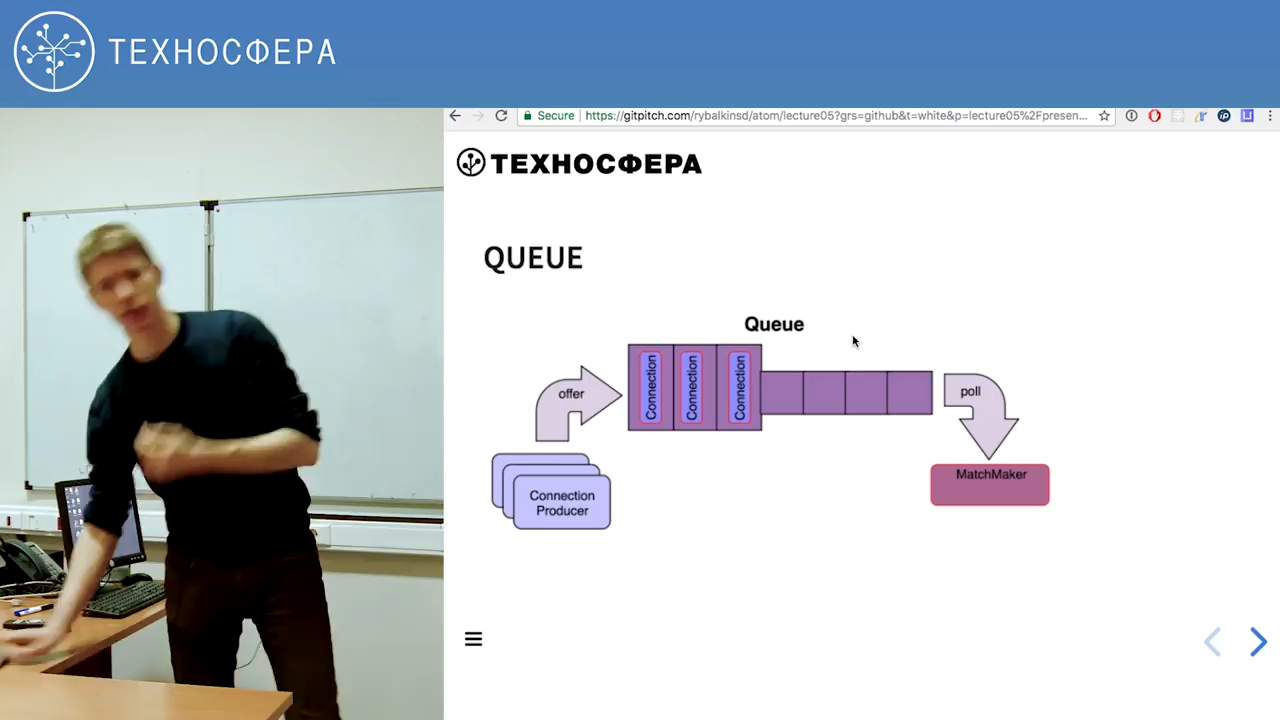 ТЕХНОСФЕРА
Secure
https://gitpitch.com/rybalkinsd/atom/lecture05?grs=github&t=white&p=lecture05%2Fpresen...
ТЕХНОСФЕРА
QUEUE
Queue
offer
Connection
Connection
Connection
poll
Connection
Producer
MatchMaker